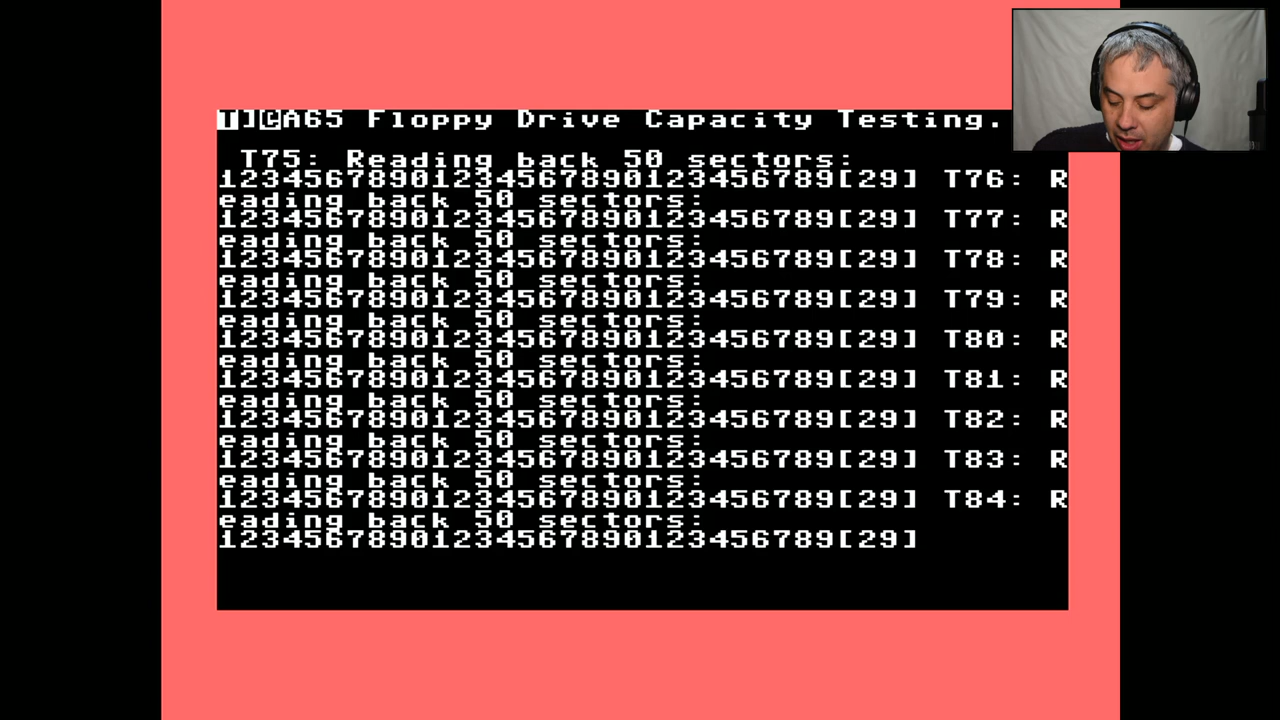 T]CA65 Floppy Drive Capacity Testing.
T75: Reading back 50 sectors:
12345678901234567890123456789[29] T76: R
eading back 50 sectors:
12345678901234567890123456789[29] T77: R
eading back 50 sectors:
12345678901234567890123456789[29] T78: R
eading back 50 sectors:
12345678901234567890123456789[29] T79: R
eading back 50 sectors:
12345678901234567890123456789[29] T80: R
eading back 50 sectors:
12345678901234567890123456789[29] T81: R
eading back 50 sectors:
12345678901234567890123456789[29] T82: R
eading back 50 sectors:
12345678901234567890123456789[29] T83: R
eading back 50 sectors:
12345678901234567890123456789[29] T84: R
eading back 50 sectors:
12345678901234567890123456789[29]